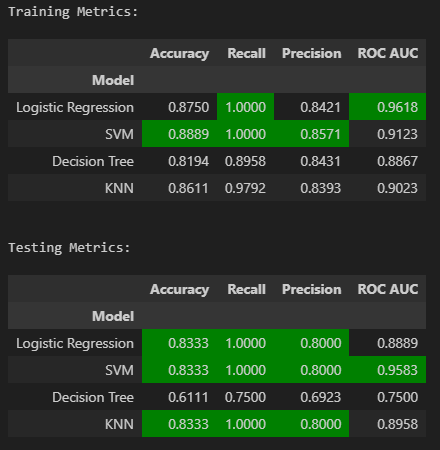 Training Metrics:
Accuracy Recall Precision ROC AUC
Model
Logistic Regression 0.8750 1.0000 0.8421 0.9618
SVM 0.8889 1.0000 0.8571 0.9123
Decision Tree 0.8194 0.8958 0.8431 0.8867
KNN 0.8611 0.9792 0.8393 0.9023
Testing Metrics:
Accuracy Recall Precision ROC AUC
Model
Logistic Regression 0.8333 1.0000 0.8000 0.8889
SVM 0.8333 1.0000 0.8000 0.9583
Decision Tree 0.6111 0.7500 0.6923 0.7500
KNN 0.8333 1.0000 0.8000 0.8958